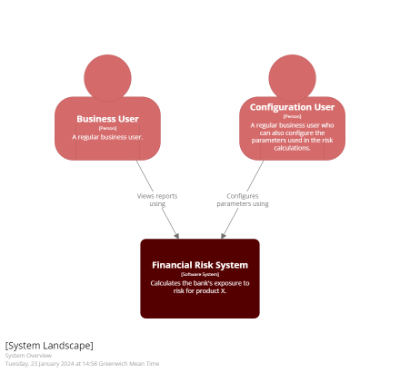 Business User
[Person]
A regular business user.
Configuration User
[Person]
A regular business user who
can also configure the
parameters used in the risk
calculations.
Views reports
using
Configures
parameters using
Financial Risk System
[Software System]
Calculates the bank's exposure to
risk for product X.
[System Landscape]
System Overview
Tuesday, 23 January 2024 at 14:56 Greenwich Mean Time